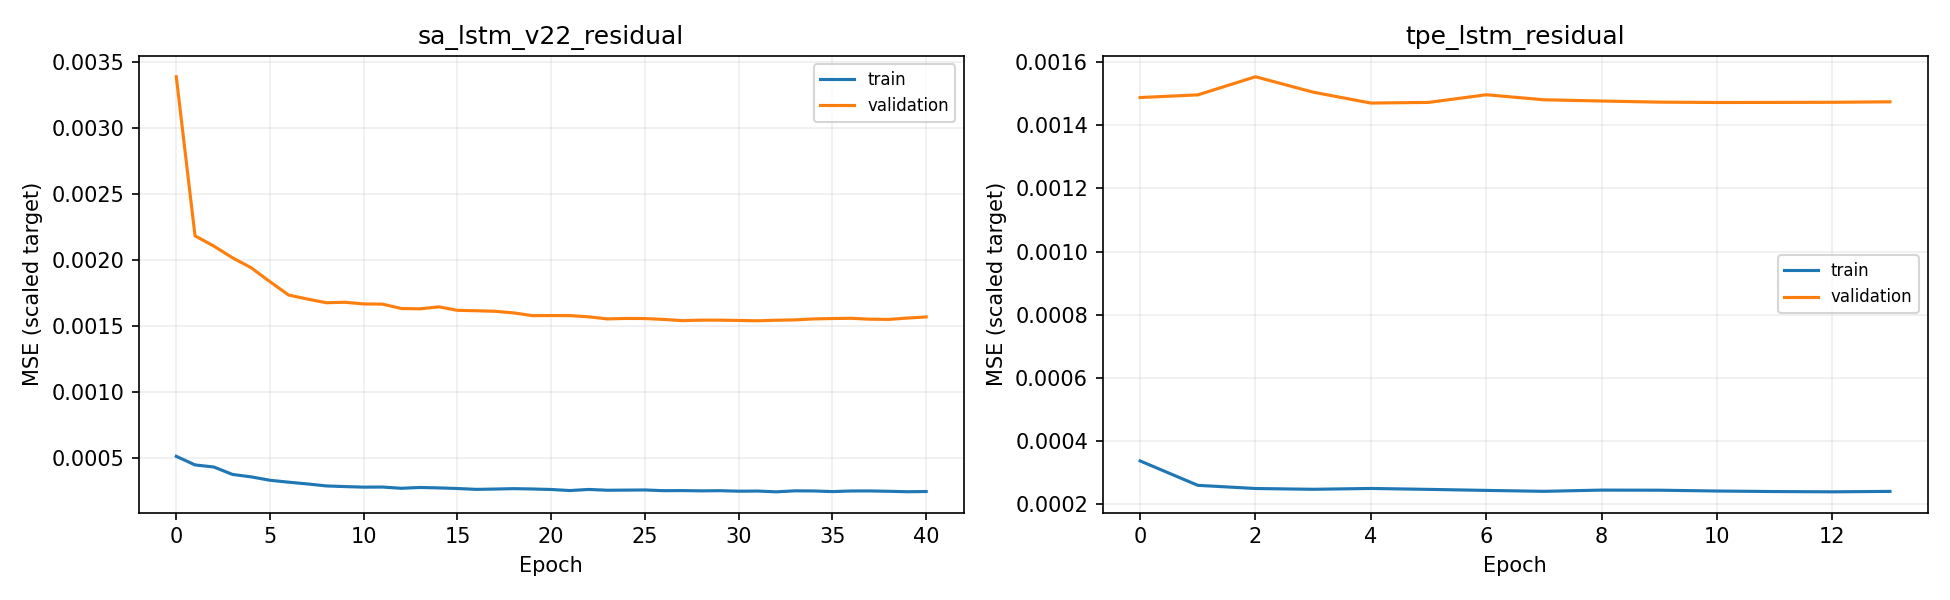 sa_lstm_v22_residual
MSE (scaled target)
0.0035
0.0030
0.0025
0.0020
0.0015
0.0010
0.0005
train
validation
0 5 10 15 20 25 30 35 40
Epoch
tpe_lstm_residual
MSE (scaled target)
0.0016
0.0014
0.0012
0.0010
0.0008
0.0006
0.0004
0.0002
train
validation
0 2 4 6 8 10 12
Epoch